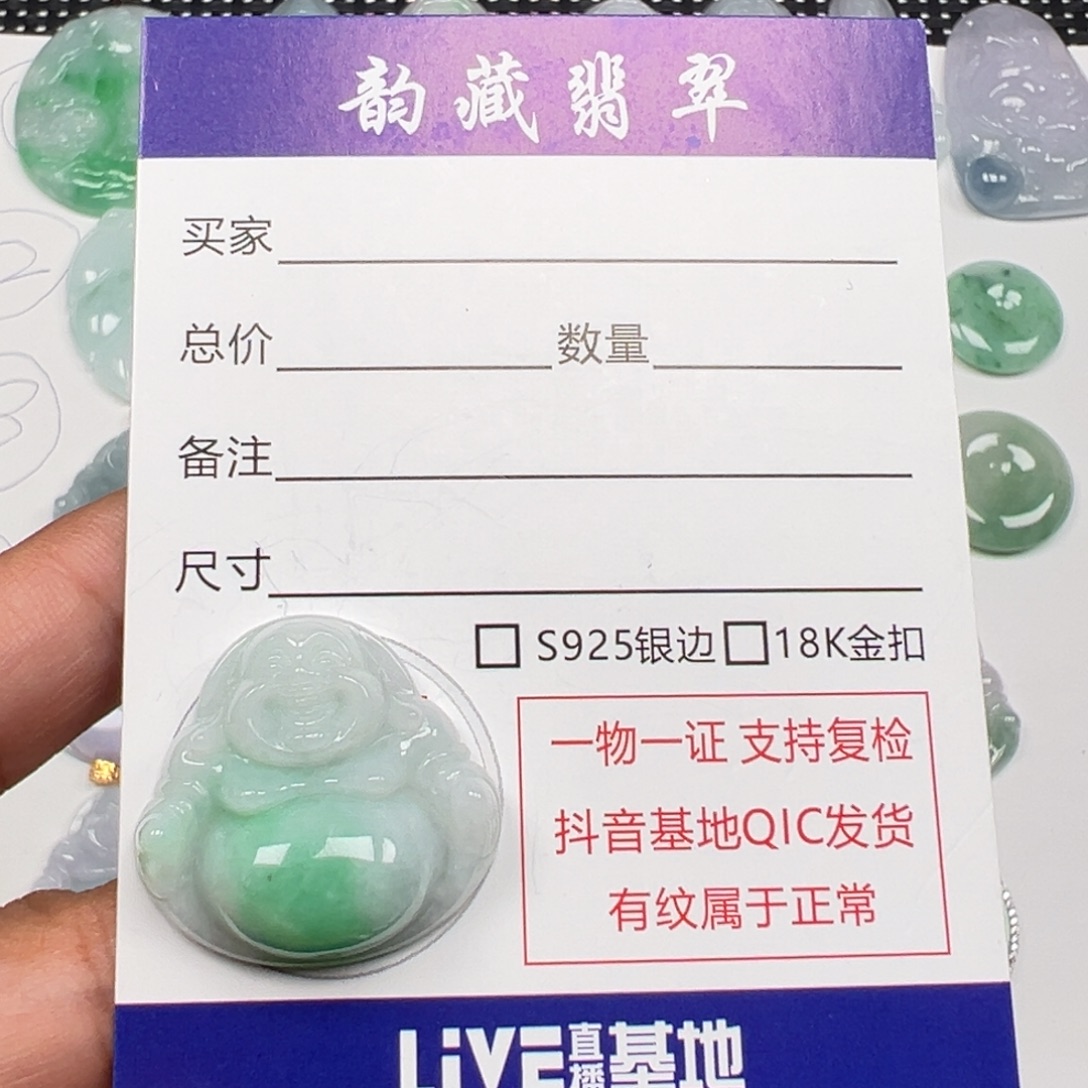 韵藏翡翠
买家
总价 数量
备注
尺寸
S925银边 18K金扣
一物一证 支持复检
抖音基地QIC发货
有纹属于正常
LiVE直播基地